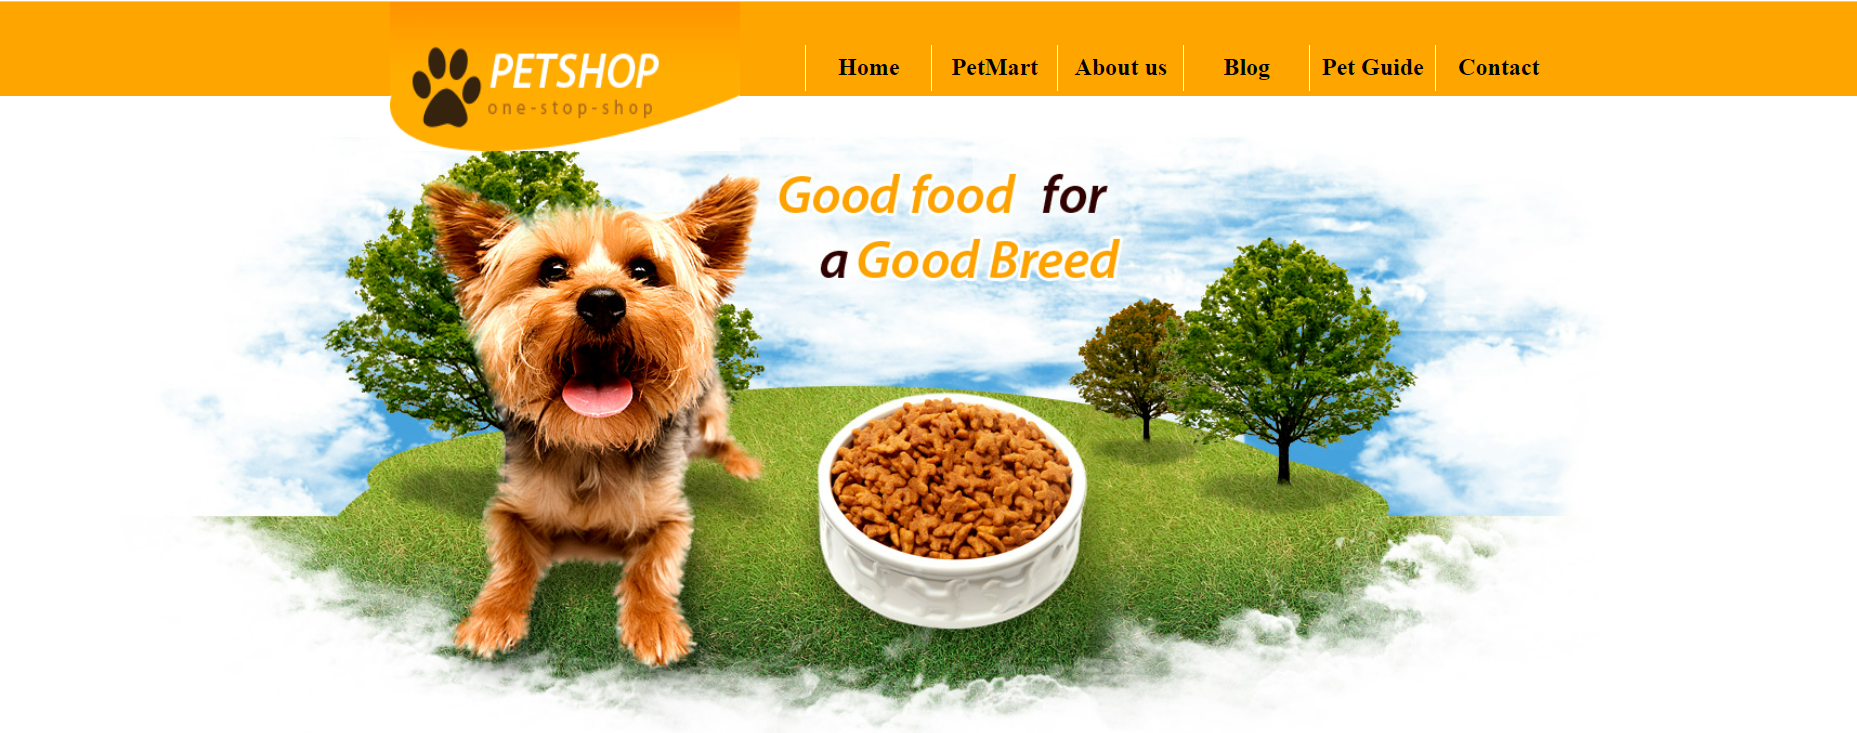 PETSHOP
one-stop-shop
Home PetMart About us Blog Pet Guide Contact
Good food for
a Good Breed